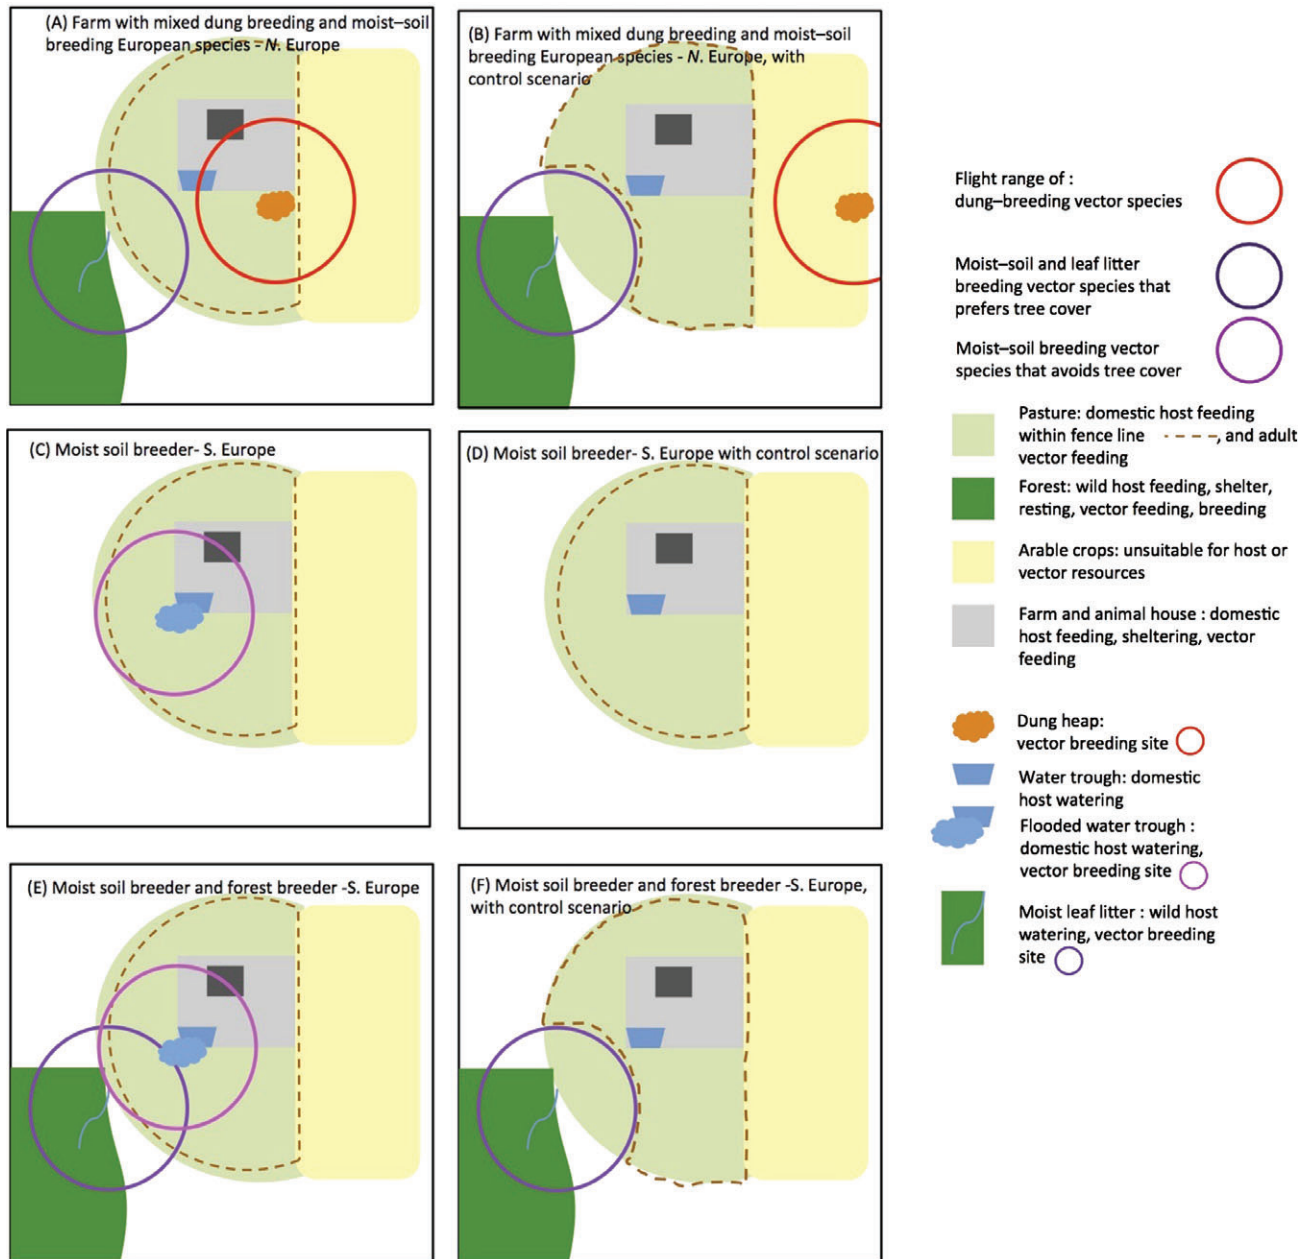 (A) Farm with mixed dung breeding and moist–soil
breeding European species - N. Europe
(B) Farm with mixed dung breeding and moist–soil
breeding European species - N. Europe, with
control scenario
(C) Moist soil breeder- S. Europe
(D) Moist soil breeder- S. Europe with control scenario
(E) Moist soil breeder and forest breeder -S. Europe
(F) Moist soil breeder and forest breeder -S. Europe,
with control scenario
Flight range of :
dung–breeding vector species
Moist–soil and leaf litter
breeding vector species that
prefers tree cover
Moist–soil breeding vector
species that avoids tree cover
Pasture: domestic host feeding
within fence line , and adult
vector feeding
Forest: wild host feeding, shelter,
resting, vector feeding, breeding
Arable crops: unsuitable for host or
vector resources
Farm and animal house : domestic
host feeding, sheltering, vector
feeding
Dung heap:
vector breeding site
Water trough: domestic
host watering
Flooded water trough :
domestic host watering,
vector breeding site
Moist leaf litter : wild host
watering, vector breeding
site